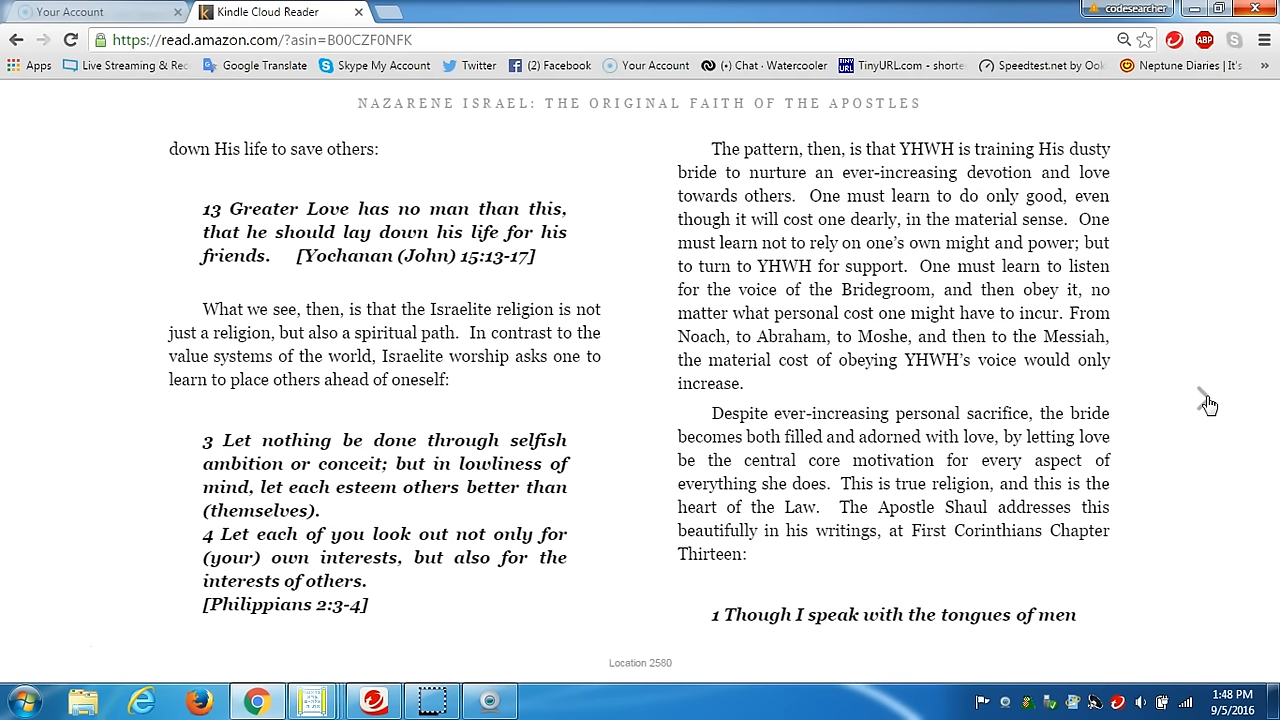 Your Account
Kindle Cloud Reader
codesearcher
https://read.amazon.com/?asin=B00CZF0NFK
ABP
Apps
Live Streaming & Rec
Google Translate
Skype My Account
Twitter
(2) Facebook
Your Account
(•) Chat · Watercooler
TinyURL.com - shorte
Speedtest.net by Ook
Neptune Diaries | It's
NAZARENE ISRAEL: THE ORIGINAL FAITH OF THE APOSTLES
down His life to save others:
13 Greater Love has no man than this,
that he should lay down his life for his
friends. [Yochanan (John) 15:13-17]
What we see, then, is that the Israelite religion is not
just a religion, but also a spiritual path. In contrast to the
value systems of the world, Israelite worship asks one to
learn to place others ahead of oneself:
3 Let nothing be done through selfish
ambition or conceit; but in lowliness of
mind, let each esteem others better than
(themselves).
4 Let each of you look out not only for
(your) own interests, but also for the
interests of others.
[Philippians 2:3-4]
The pattern, then, is that YHWH is training His dusty
bride to nurture an ever-increasing devotion and love
towards others. One must learn to do only good, even
though it will cost one dearly, in the material sense. One
must learn not to rely on one's own might and power; but
to turn to YHWH for support. One must learn to listen
for the voice of the Bridegroom, and then obey it, no
matter what personal cost one might have to incur. From
Noach, to Abraham, to Moshe, and then to the Messiah,
the material cost of obeying YHWH's voice would only
increase.
Despite ever-increasing personal sacrifice, the bride
becomes both filled and adorned with love, by letting love
be the central core motivation for every aspect of
everything she does. This is true religion, and this is the
heart of the Law. The Apostle Shaul addresses this
beautifully in his writings, at First Corinthians Chapter
Thirteen:
1 Though I speak with the tongues of men
Location 2580
1:48 PM
9/5/2016